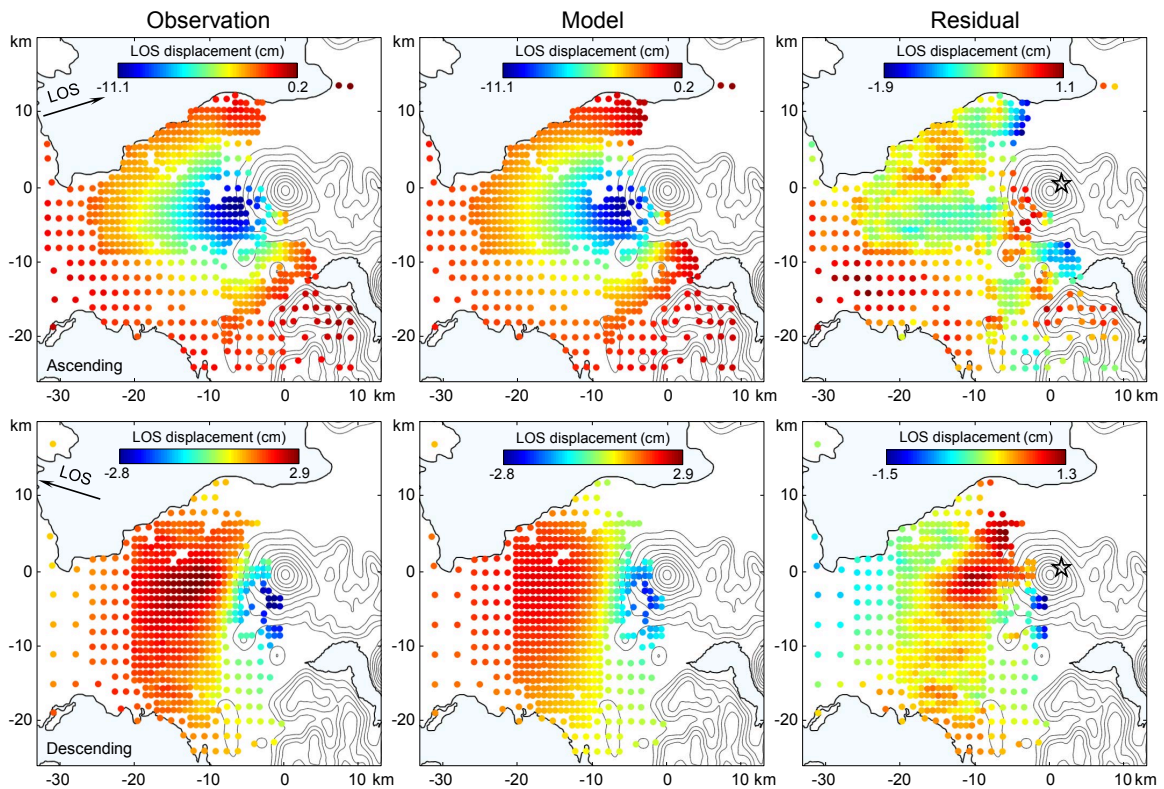 Observation Model Residual
km
LOS displacement (cm) LOS displacement (cm) LOS displacement (cm)
-11.1 0.2 -11.1 0.2 -1.9 1.1
LOS
10 10 10
0 0 0
-10 -10 -10
-20 -20 -20
Ascending
-30 -20 -10 0 10 km -30 -20 -10 0 10 km -30 -20 -10 0 10 km
km km km
LOS displacement (cm) LOS displacement (cm) LOS displacement (cm)
-2.8 2.9 -2.8 2.9 -1.5 1.3
LOS
10 10 10
0 0 0
-10 -10 -10
-20 -20 -20
Descending
-30 -20 -10 0 10 km -30 -20 -10 0 10 km -30 -20 -10 0 10 km